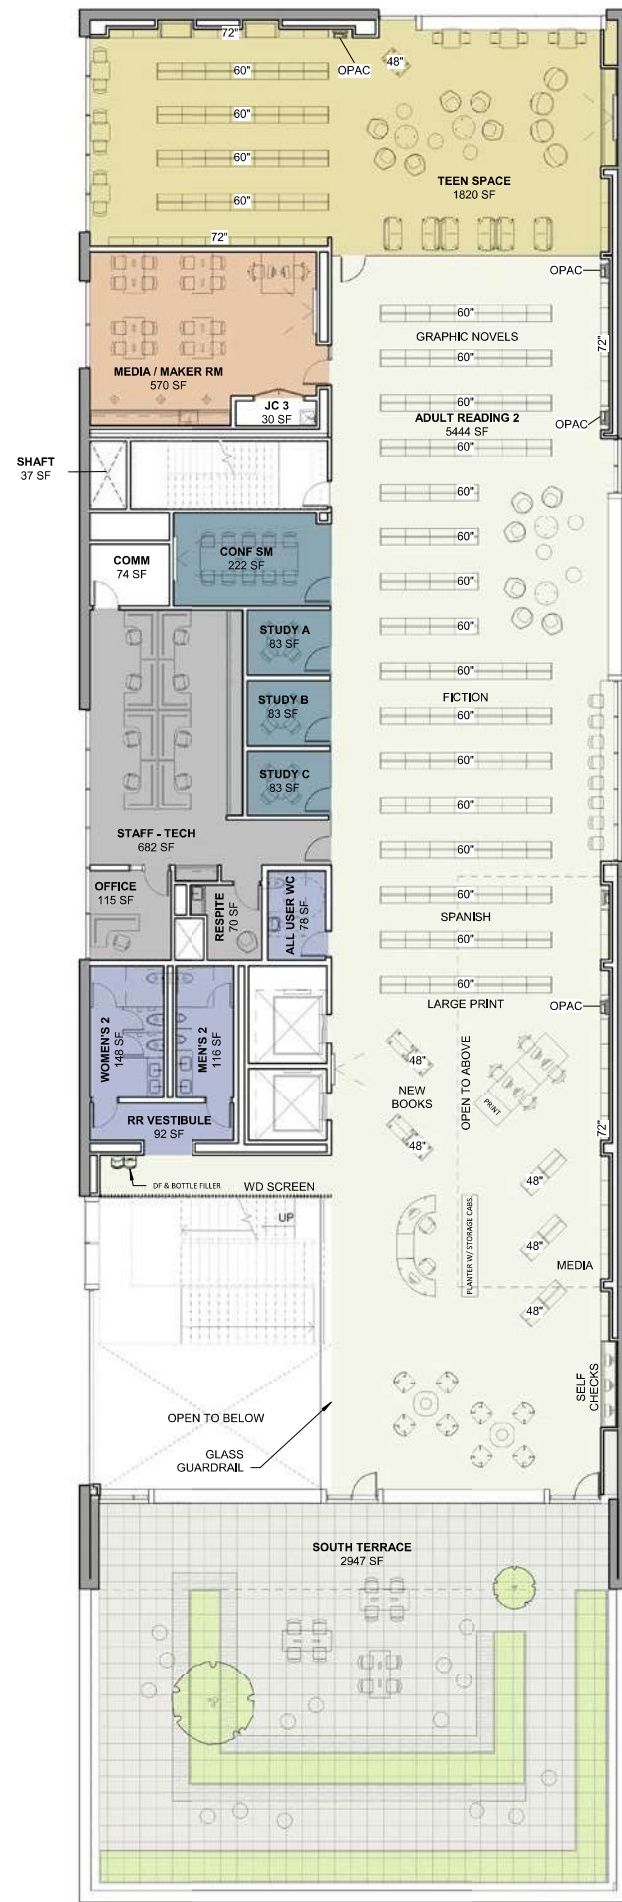 72"
OPAC
48"
60"
60"
60"
60"
TEEN SPACE
1820 SF
72"
OPAC
60"
GRAPHIC NOVELS
72"
60"
MEDIA / MAKER RM
570 SF
60"
JC 3
30 SF
ADULT READING 2
5444 SF
OPAC
60"
SHAFT
37 SF
60"
COMM
74 SF
CONF SM
222 SF
60"
60"
STUDY A
83 SF
60"
60"
STUDY B
83 SF
FICTION
60"
STUDY C
83 SF
60"
60"
STAFF - TECH
682 SF
60"
OFFICE
115 SF
RESPITE
70 SF
ALL USER WC
78 SF
60"
SPANISH
60"
60"
LARGE PRINT
OPAC
WOMEN'S 2
148 SF
MEN'S 2
116 SF
48"
NEW
BOOKS
OPEN TO ABOVE
PRINT
RR VESTIBULE
92 SF
48"
72"
DF & BOTTLE FILLER
WD SCREEN
48"
UP
PLANTER W/ STORAGE CABS.
48"
MEDIA
48"
SELF
CHECKS
OPEN TO BELOW
GLASS
GUARDRAIL
SOUTH TERRACE
2947 SF